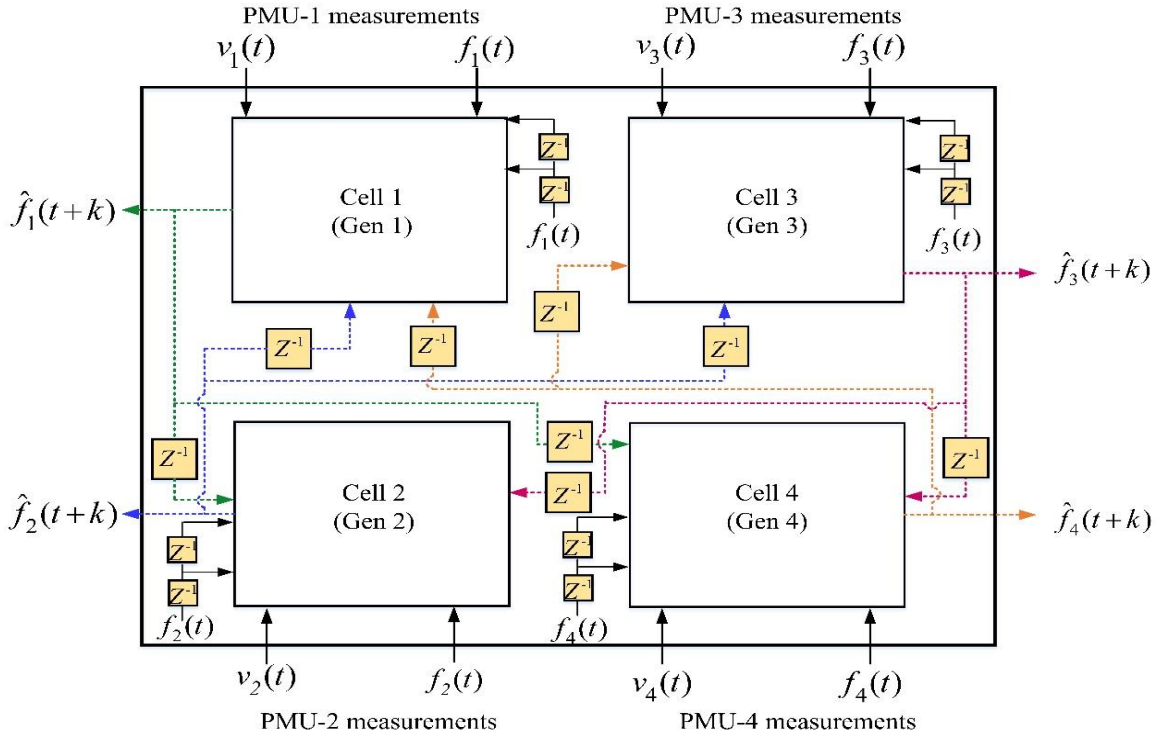 PMU-1 measurements
PMU-3 measurements
v₁(t)
f₁(t)
v₃(t)
f₃(t)
Z⁻¹
Z⁻¹
Cell 1
(Gen 1)
Z⁻¹
Z⁻¹
Cell 3
(Gen 3)
f̂₁(t+k)
f₁(t)
f₃(t)
f̂₃(t+k)
Z⁻¹
Z⁻¹
Z⁻¹
Z⁻¹
Z⁻¹
Z⁻¹
Z⁻¹
Z⁻¹
Cell 2
(Gen 2)
Cell 4
(Gen 4)
f̂₂(t+k)
f̂₄(t+k)
Z⁻¹
Z⁻¹
Z⁻¹
Z⁻¹
f₂(t)
f₄(t)
v₂(t)
f₂(t)
v₄(t)
f₄(t)
PMU-2 measurements
PMU-4 measurements